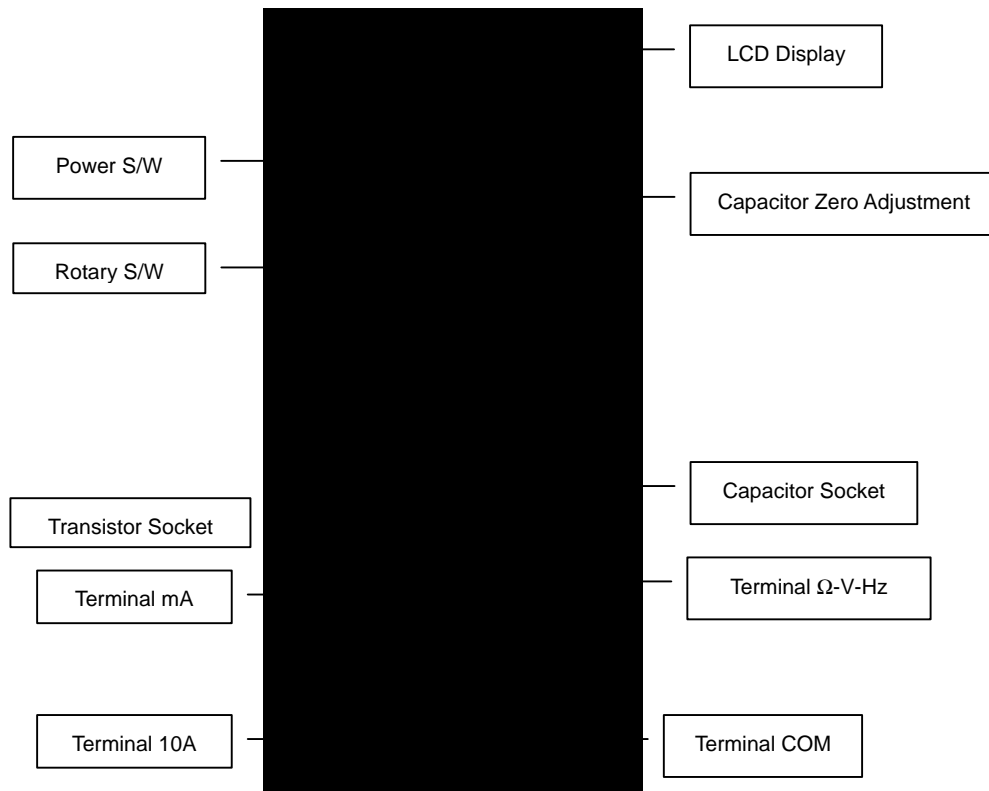 LCD Display
Power S/W
Capacitor Zero Adjustment
Rotary S/W
Capacitor Socket
Transistor Socket
Terminal mA
Terminal Ω-V-Hz
Terminal 10A
Terminal COM